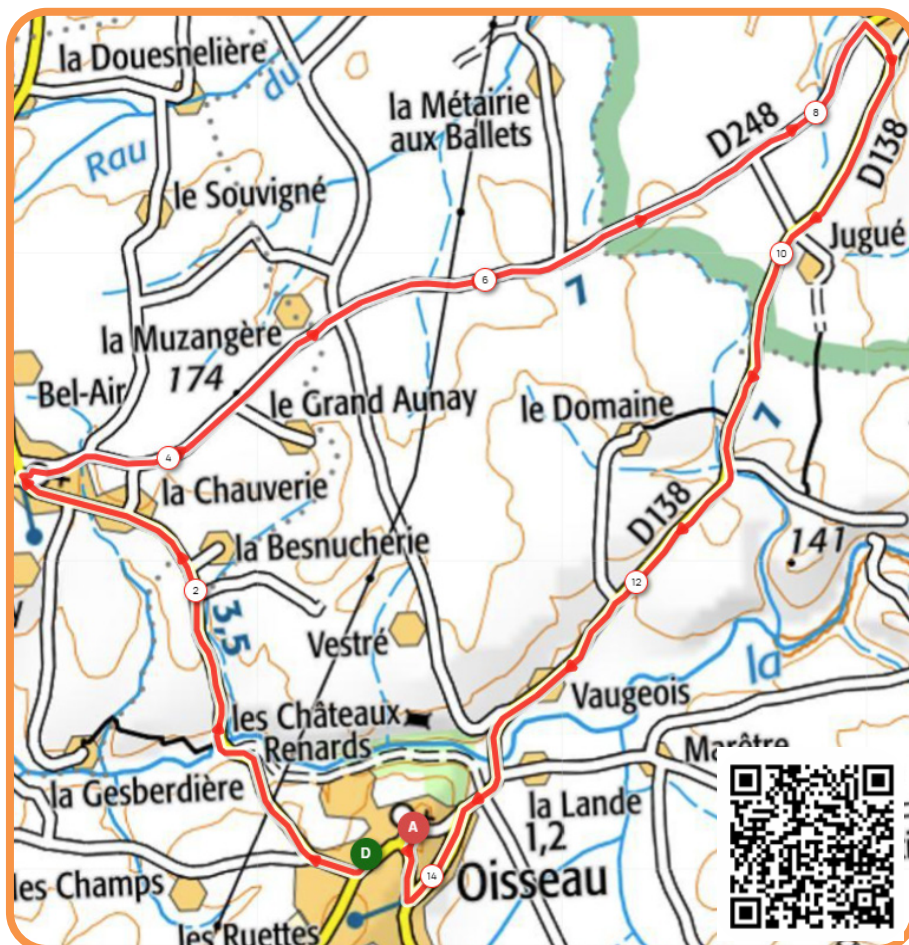 la Douesnelière
du
la Métairie
aux Ballets
8
D248
D138
Rau
le Souvigné
Jugué
10
6
7
la Muzangère
174
Bel-Air
le Grand Aunay
le Domaine
7
4
la Chauverie
D138
la Besnucherie
141
2
12
3,5
Vestré
la
Vaugeois
les Châteaux
Renards
Marêtre
la Gesberdière
la Lande
1,2
A
D
14
Oisseau
les Champs
les Ruettes